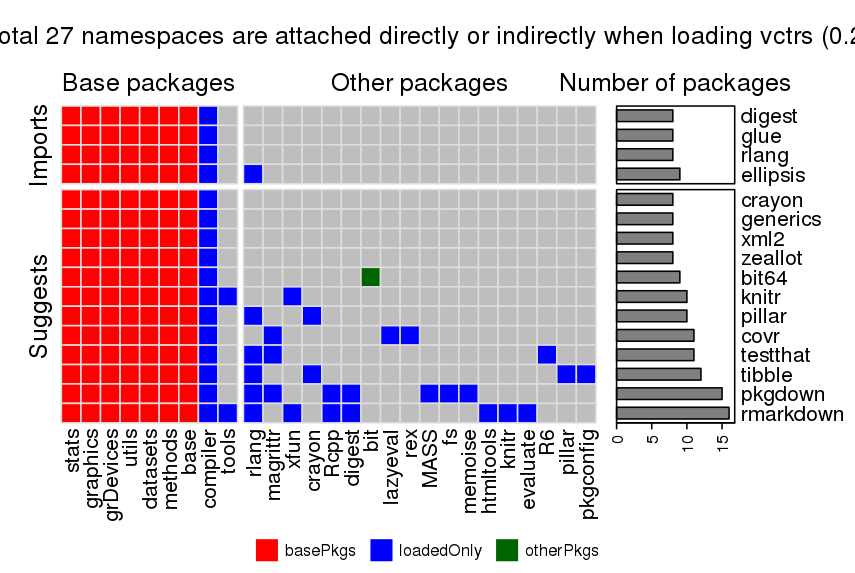 otal 27 namespaces are attached directly or indirectly when loading vctrs (0.2
Base packages
Other packages
Number of packages
Imports
digest
glue
rlang
ellipsis
Suggests
crayon
generics
xml2
zeallot
bit64
knitr
pillar
covr
testthat
tibble
pkgdown
rmarkdown
stats
graphics
grDevices
utils
datasets
methods
base
compiler
tools
rlang
magrittr
xfun
crayon
Rcpp
digest
bit
lazyeval
rex
MASS
fs
memoise
htmltools
knitr
evaluate
R6
pillar
pkgconfig
0
5
10
15
basePkgs
loadedOnly
otherPkgs